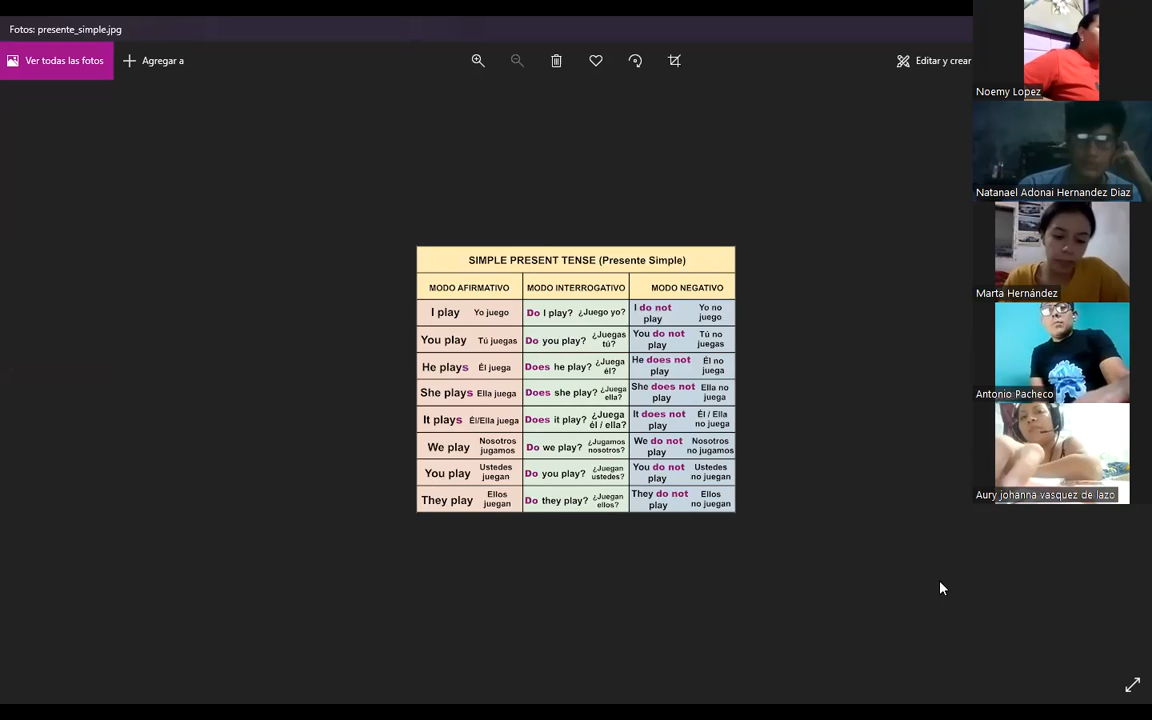 Fotos: presente_simple.jpg
Ver todas las fotos
Agregar a
Editar y crear
SIMPLE PRESENT TENSE (Presente Simple)
MODO AFIRMATIVO MODO INTERROGATIVO MODO NEGATIVO
I play Yo juego Do I play? ¿Juego yo? I do not play Yo no juego
You play Tú juegas Do you play? ¿Juegas tú? You do not play Tú no juegas
He plays Él juega Does he play? ¿Juega él? He does not play Él no juega
She plays Ella juega Does she play? ¿Juega ella? She does not play Ella no juega
It plays Él/Ella juega Does it play? ¿Juega él / ella? It does not play Él / Ella no juega
We play Nosotros jugamos Do we play? ¿Jugamos nosotros? We do not play Nosotros no jugamos
You play Ustedes juegan Do you play? ¿Juegan ustedes? You do not play Ustedes no juegan
They play Ellos juegan Do they play? ¿Juegan ellos? They do not play Ellos no juegan
Noemy Lopez
Natanael Adonai Hernandez Diaz
Marta Hernández
Antonio Pacheco
Aury johanna vasquez de lazo